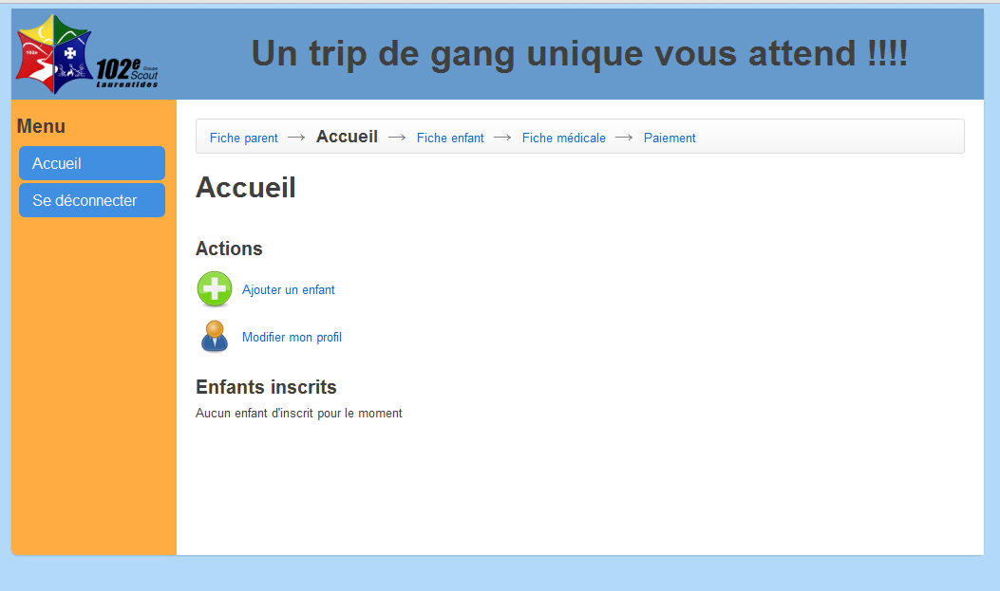 102e
Groupe
Scout
Laurentides
Un trip de gang unique vous attend !!!!
Menu
Accueil
Se déconnecter
Fiche parent → Accueil → Fiche enfant → Fiche médicale → Paiement
Accueil
Actions
Ajouter un enfant
Modifier mon profil
Enfants inscrits
Aucun enfant d'inscrit pour le moment